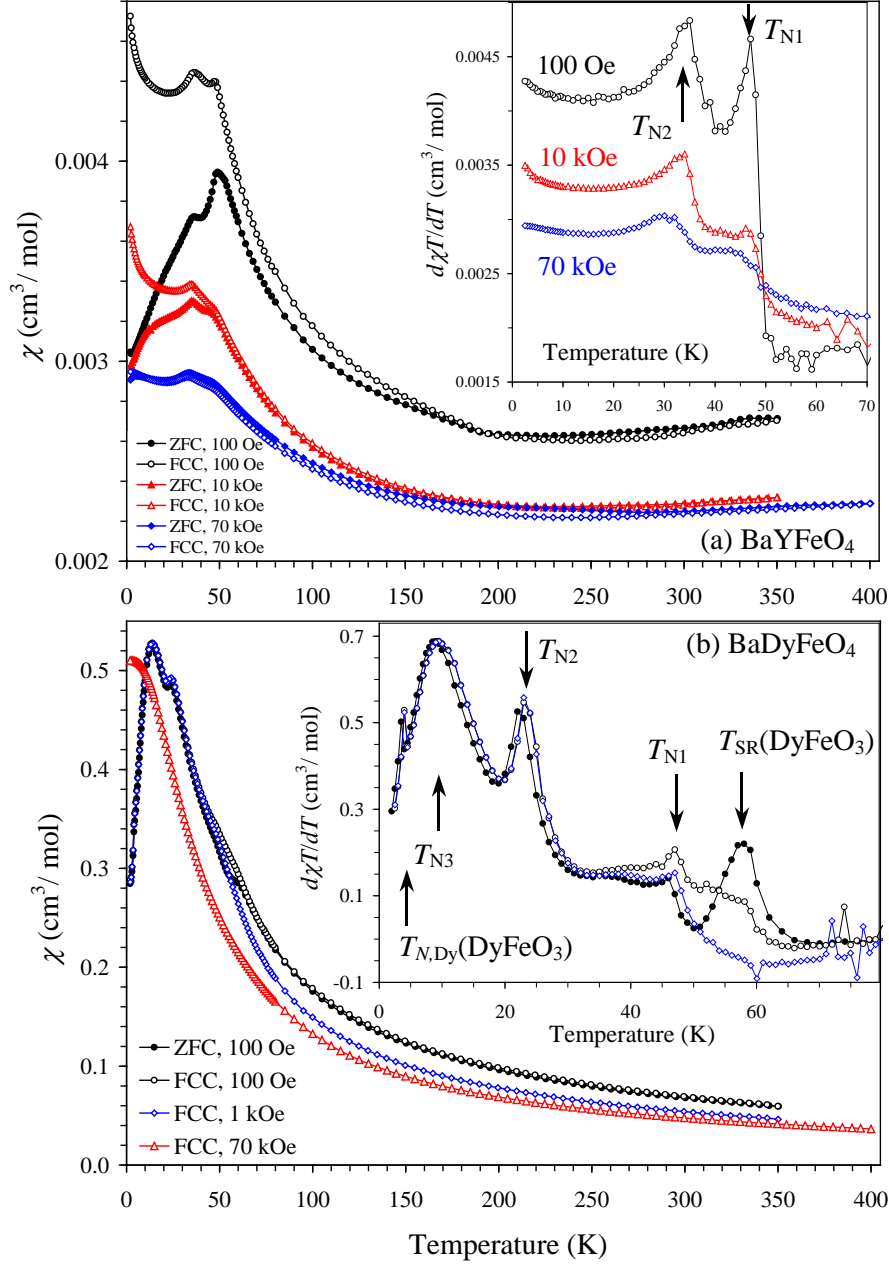 0.004
0.003
0.002
χ (cm³/ mol)
0 50 100 150 200 250 300 350 400
ZFC, 100 Oe
FCC, 100 Oe
ZFC, 10 kOe
FCC, 10 kOe
ZFC, 70 kOe
FCC, 70 kOe
(a) BaYFeO₄
0.0045
0.0035
0.0025
0.0015
dχT/dT (cm³/ mol)
100 Oe
10 kOe
70 kOe
T_N1
T_N2
Temperature (K)
0 10 20 30 40 50 60 70
0.5
0.4
0.3
0.2
0.1
0.0
χ (cm³/ mol)
ZFC, 100 Oe
FCC, 100 Oe
FCC, 1 kOe
FCC, 70 kOe
0 50 100 150 200 250 300 350 400
Temperature (K)
(b) BaDyFeO₄
0.7
0.5
0.3
0.1
-0.1
dχT/dT (cm³/ mol)
T_N2
T_N1
T_SR(DyFeO₃)
T_N3
T_N,Dy(DyFeO₃)
0 20 40 60
Temperature (K)